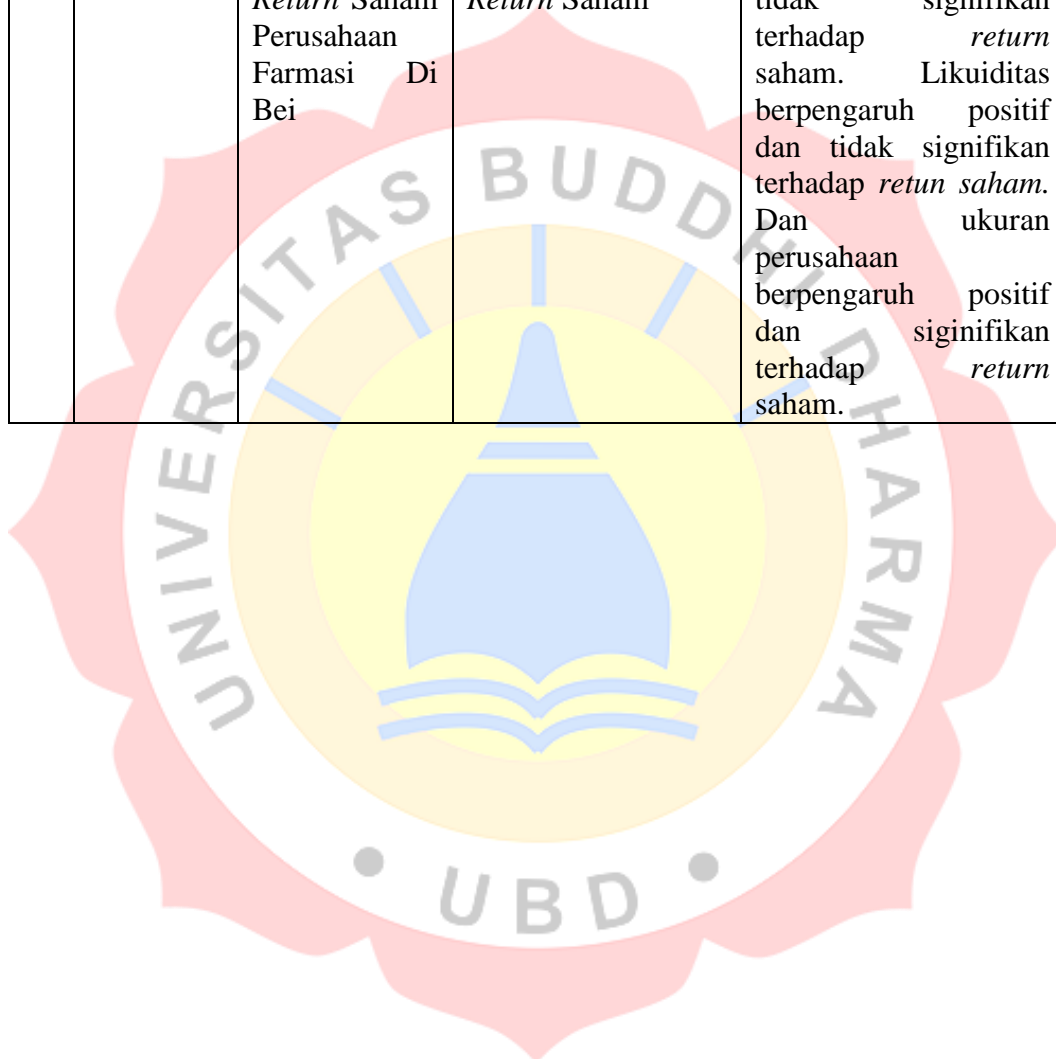 Return Saham
Perusahaan
Farmasi Di
Bei
Return Saham
tidak signifikan
terhadap return
saham. Likuiditas
berpengaruh positif
dan tidak signifikan
terhadap retun saham.
Dan ukuran
perusahaan
berpengaruh positif
dan siginifikan
terhadap return
saham.
UNIVERSITAS BUDDHI DHARMA
UBD